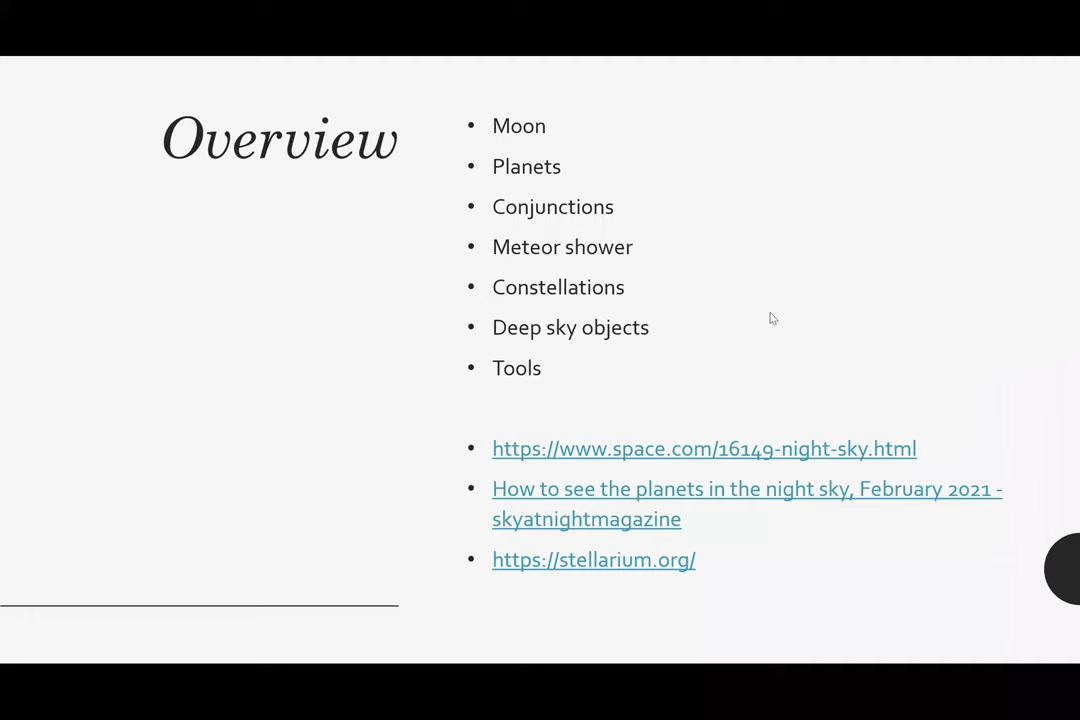 Overview
• Moon
• Planets
• Conjunctions
• Meteor shower
• Constellations
• Deep sky objects
• Tools
• https://www.space.com/16149-night-sky.html
• How to see the planets in the night sky, February 2021 -
skyatnightmagazine
• https://stellarium.org/